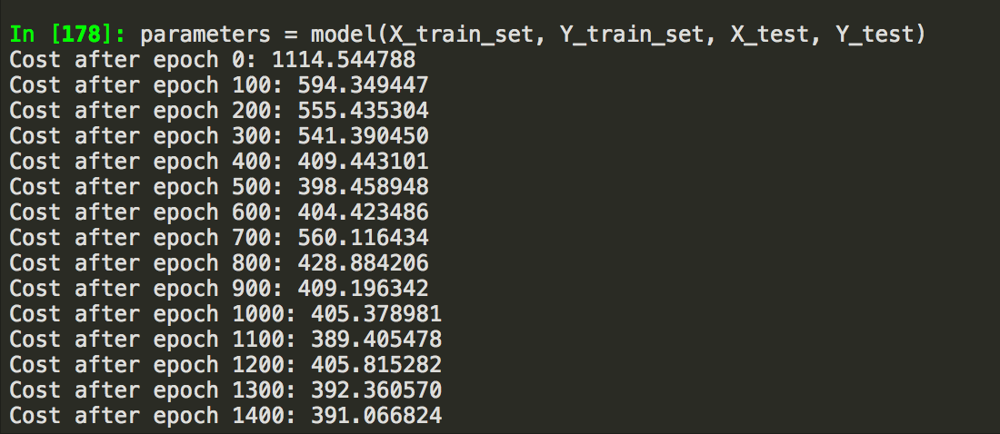 In [178]: parameters = model(X_train_set, Y_train_set, X_test, Y_test)
Cost after epoch 0: 1114.544788
Cost after epoch 100: 594.349447
Cost after epoch 200: 555.435304
Cost after epoch 300: 541.390450
Cost after epoch 400: 409.443101
Cost after epoch 500: 398.458948
Cost after epoch 600: 404.423486
Cost after epoch 700: 560.116434
Cost after epoch 800: 428.884206
Cost after epoch 900: 409.196342
Cost after epoch 1000: 405.378981
Cost after epoch 1100: 389.405478
Cost after epoch 1200: 405.815282
Cost after epoch 1300: 392.360570
Cost after epoch 1400: 391.066824